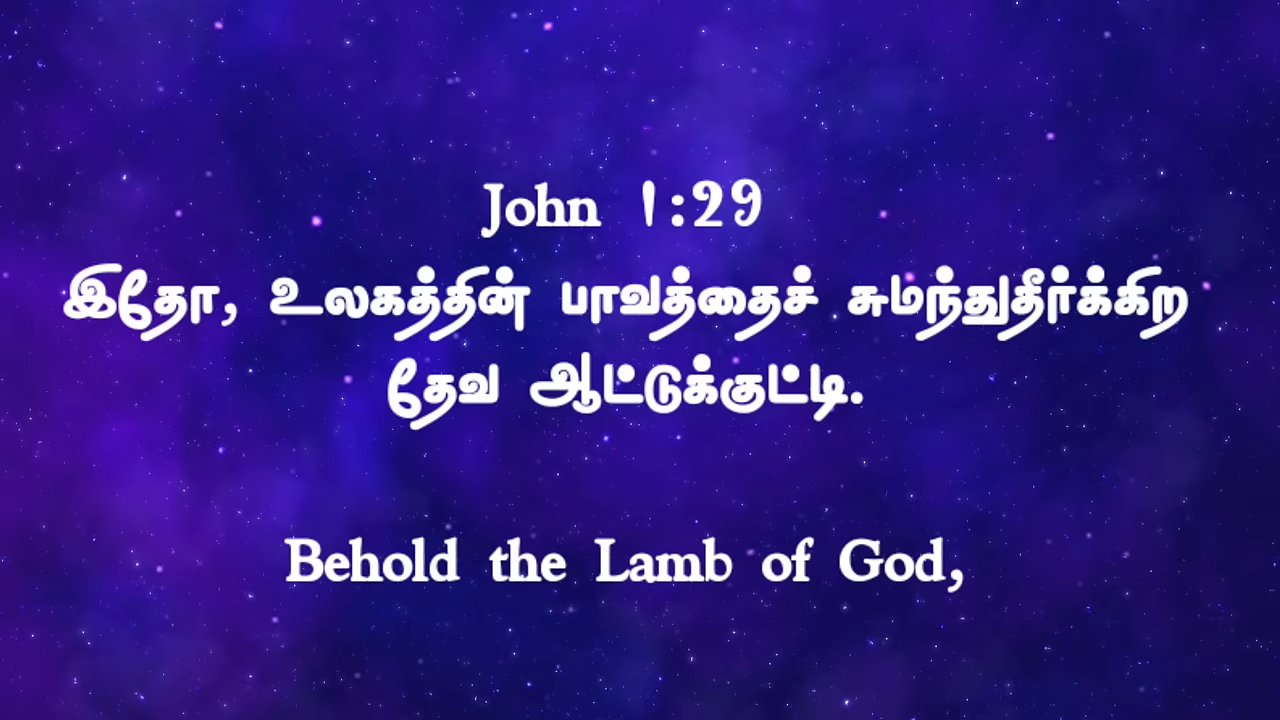 John 1:29
இதோ, உலகத்தின் பாவத்தைச் சுமந்துதீர்க்கிற
தேவ ஆட்டுக்குட்டி.
Behold the Lamb of God,